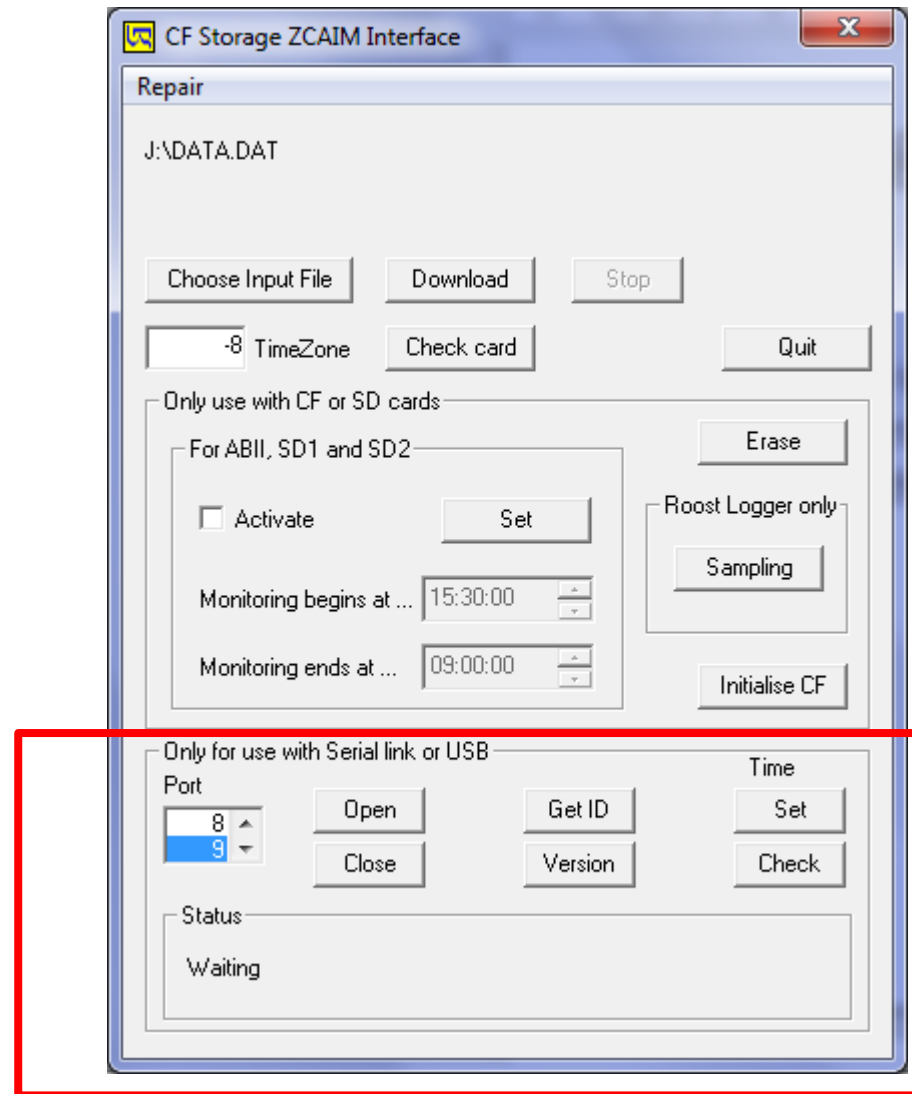 CF Storage ZCAIM Interface
Repair
J:\DATA.DAT
Choose Input File Download Stop
-8 TimeZone Check card Quit
Only use with CF or SD cards
Erase
For ABII, SD1 and SD2
Activate Set
Roost Logger only
Sampling
Monitoring begins at ... 15:30:00
Monitoring ends at ... 09:00:00
Initialise CF
Only for use with Serial link or USB
Time
Port
8
9
Open Get ID Set
Close Version Check
Status
Waiting